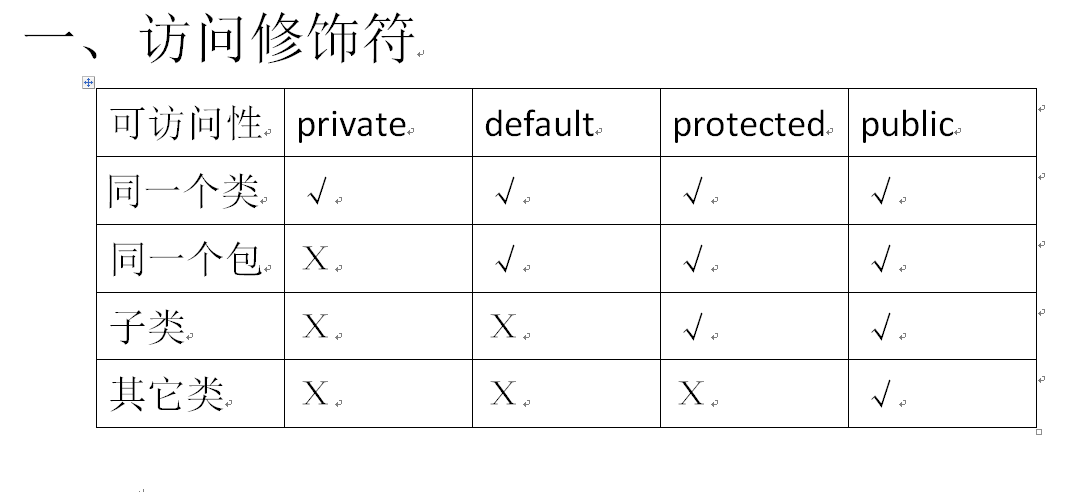 一、访问修饰符
可访问性 private default protected public
同一个类 √ √ √ √
同一个包 X √ √ √
子类 X X √ √
其它类 X X X √